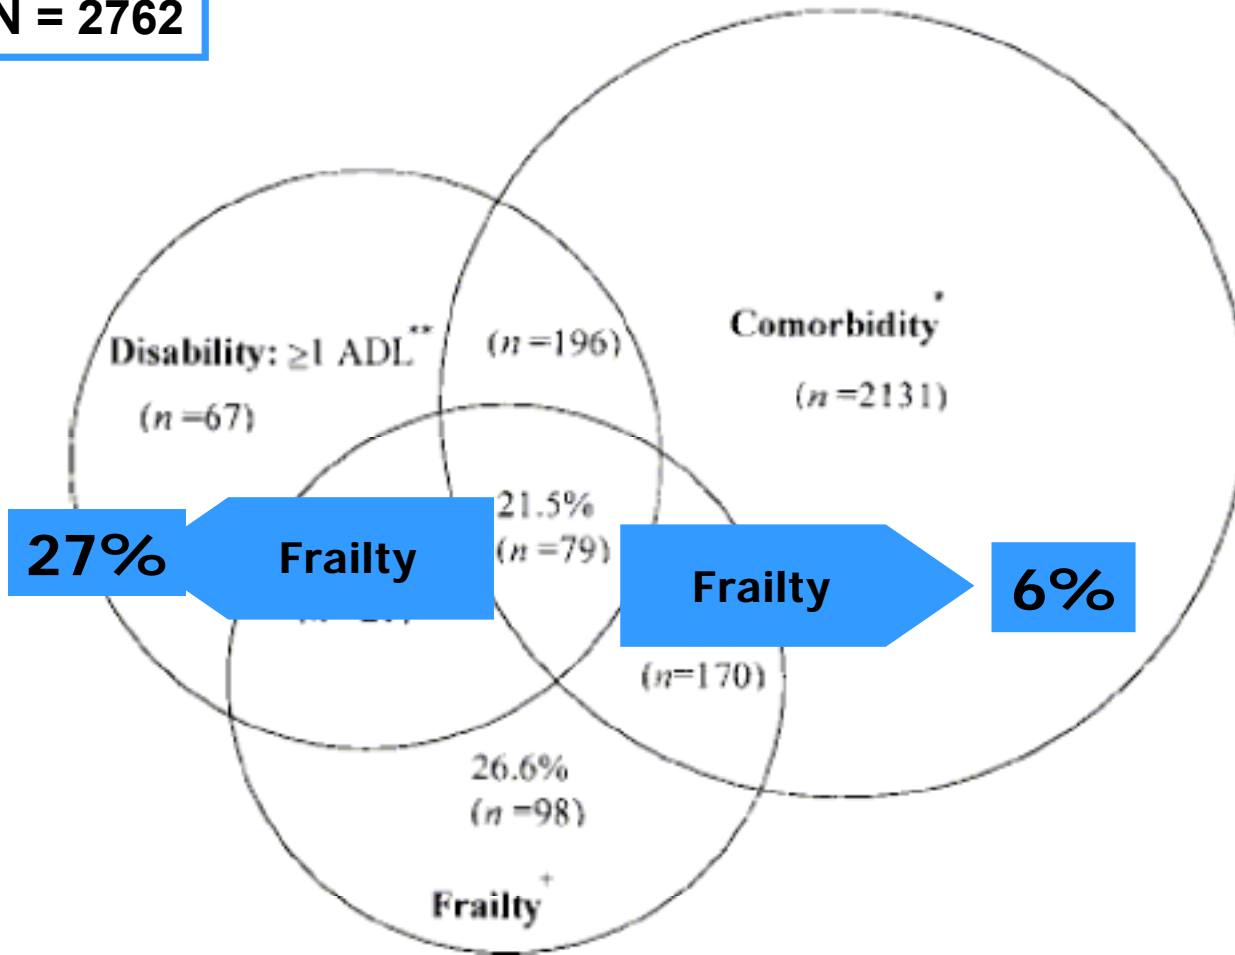 N = 2762
Comorbidity*
(n =2131)
(n =196)
Disability: ≥1 ADL**
(n =67)
21.5%
(n =79)
27%
Frailty
Frailty
6%
(n=170)
26.6%
(n =98)
Frailty+